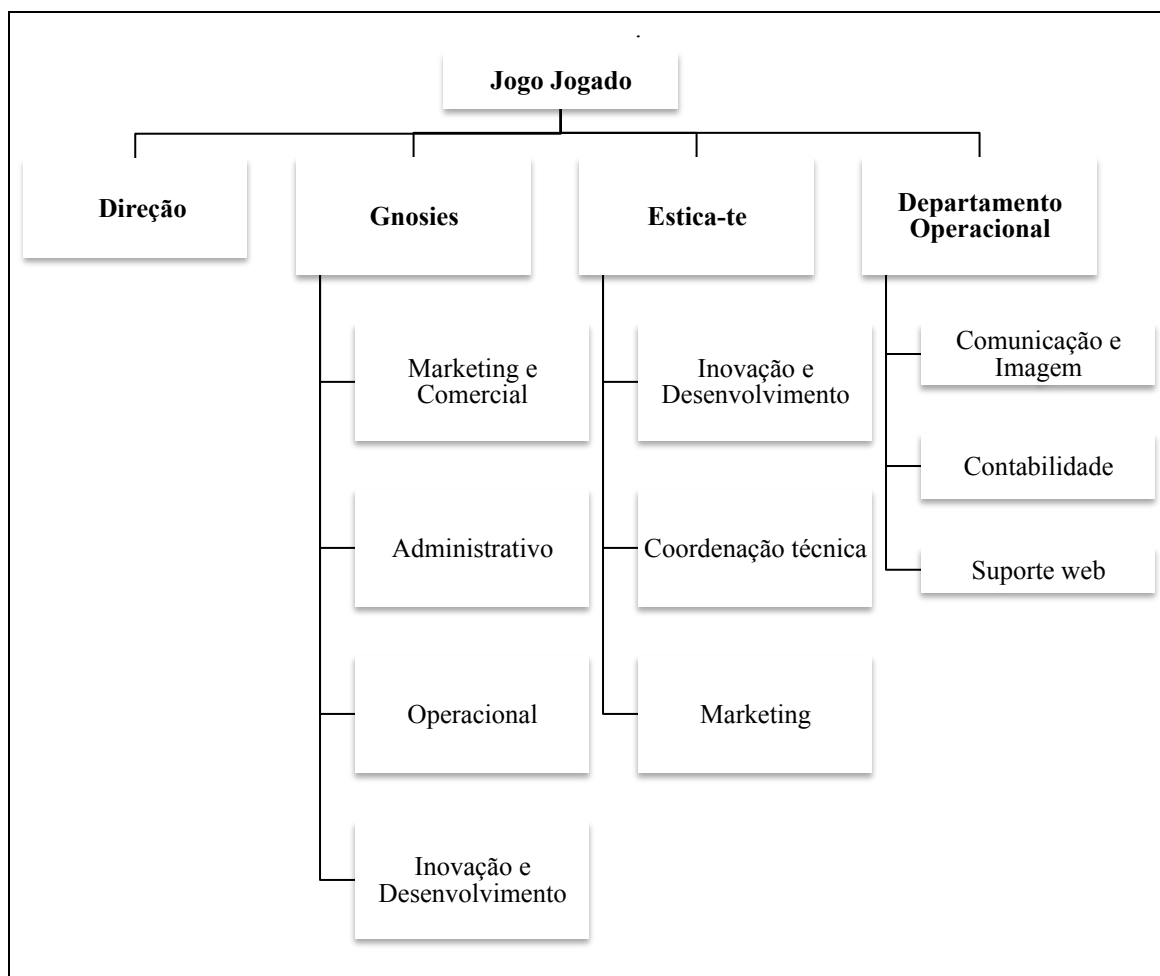 Jogo Jogado
Direção
Gnosies
Marketing e
Comercial
Administrativo
Operacional
Inovação e
Desenvolvimento
Estica-te
Inovação e
Desenvolvimento
Coordenação técnica
Marketing
Departamento
Operacional
Comunicação e
Imagem
Contabilidade
Suporte web